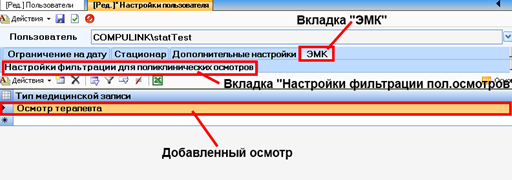 [Ред.] Пользователи [Ред.]* Настройки пользователя
Действия
Вкладка "ЭМК"
Пользователь COMPULINK\statTest
Ограничение на дату Стационар Дополнительные настройки ЭМК
Настройки фильтрации для поликлинических осмотров
Действия
Вкладка "Настройки фильтрации пол.осмотров"
Тип медицинской записи
Осмотр терапевта
Добавленный осмотр